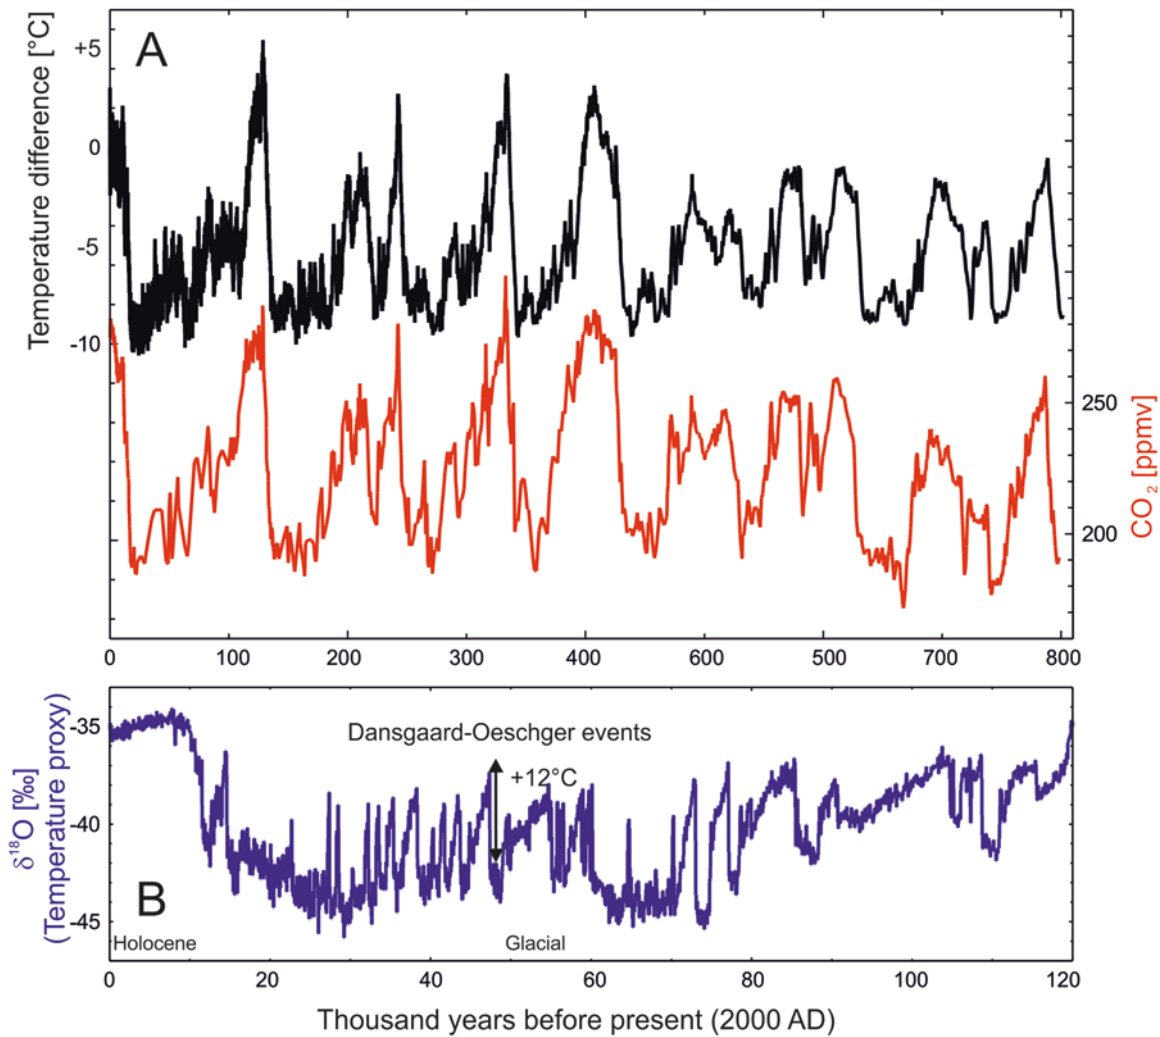 Temperature difference [°C]
+5
0
-5
-10
A
250
200
CO₂ [ppmv]
0 100 200 300 400 600 500 700 800
δ¹⁸O [‰]
(Temperature proxy)
-35
-40
-45
Dansgaard-Oeschger events
+12°C
B
Holocene
Glacial
0 20 40 60 80 100 120
Thousand years before present (2000 AD)